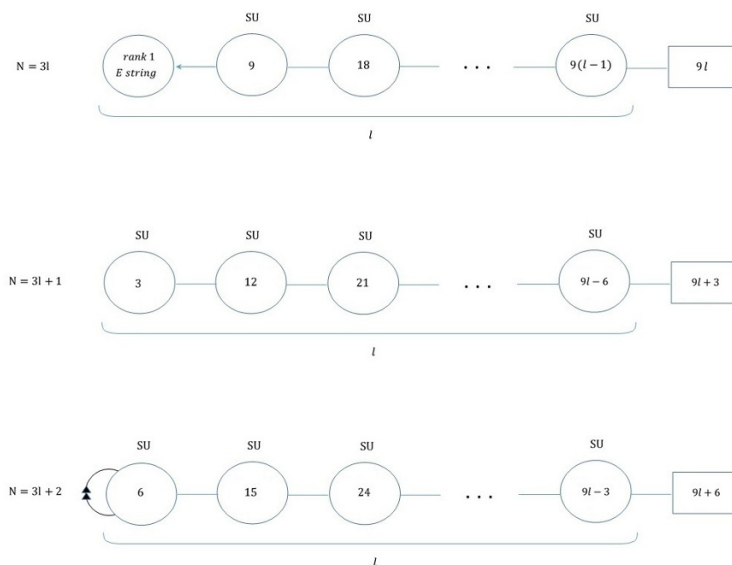 SU SU SU
N = 3l rank 1 E string 9 18 . . . 9(l − 1) 9l
l
SU SU SU SU
N = 3l + 1 3 12 21 . . . 9l − 6 9l + 3
l
SU SU SU SU
N = 3l + 2 6 15 24 . . . 9l − 3 9l + 6
l